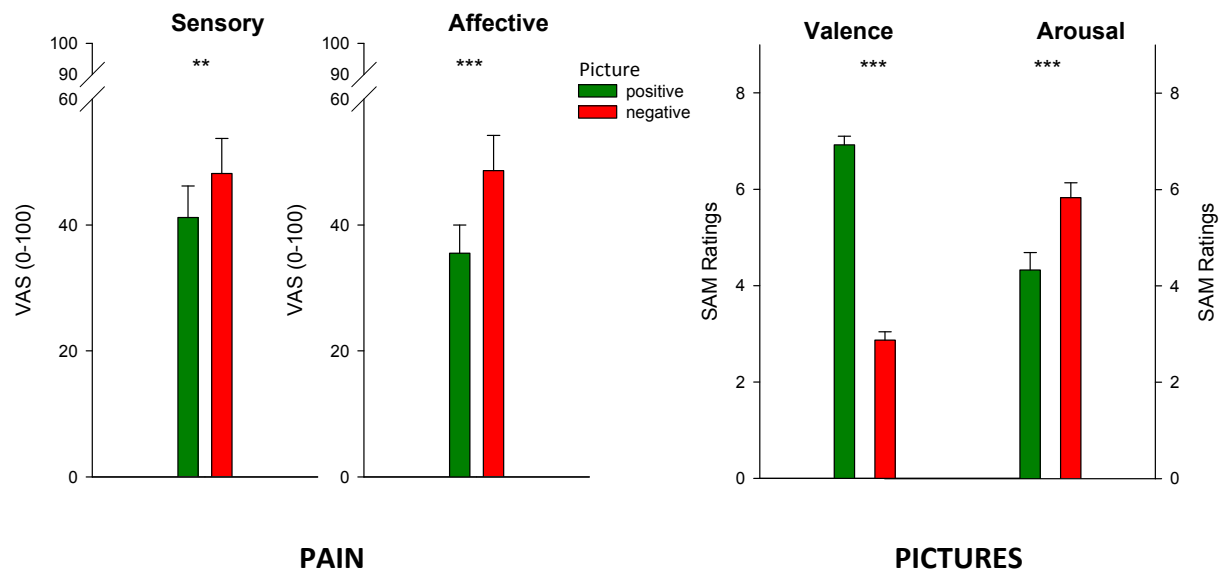 Sensory
Affective
**
***
100
90
60
40
20
0
VAS (0-100)
100
90
60
40
20
0
VAS (0-100)
Picture
positive
negative
PAIN
Valence
Arousal
***
***
8
6
4
2
0
SAM Ratings
8
6
4
2
0
SAM Ratings
PICTURES